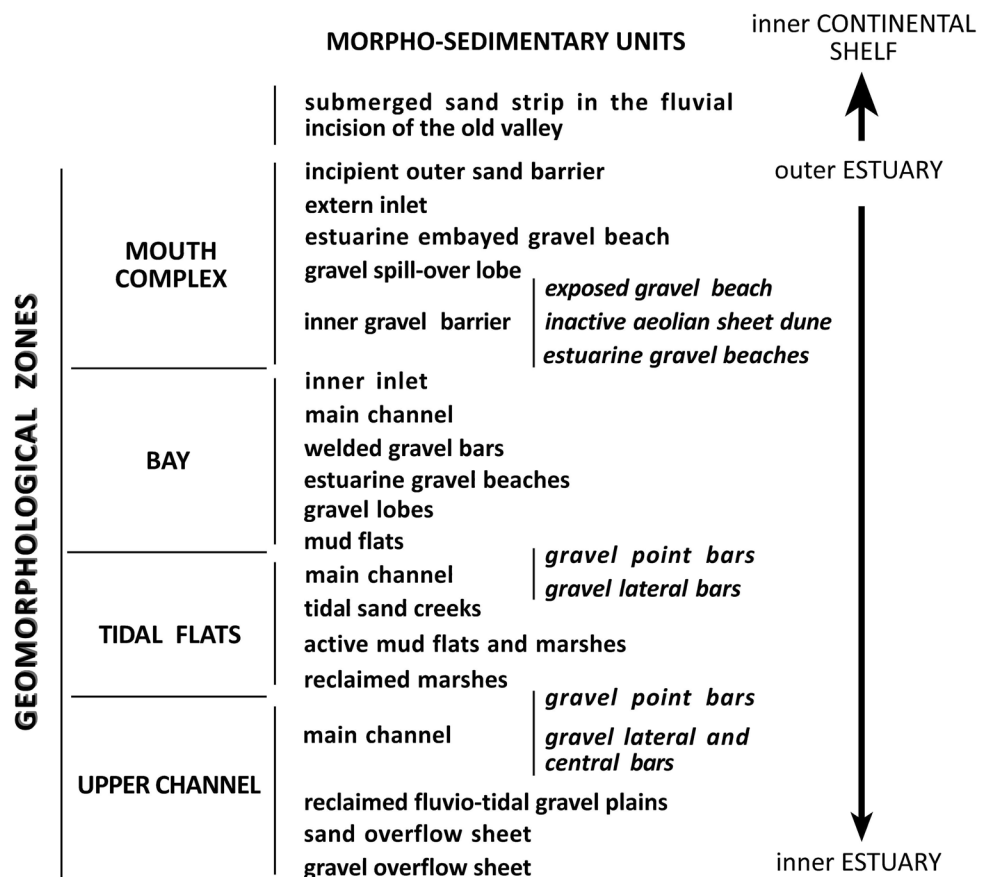 MORPHO-SEDIMENTARY UNITS
inner CONTINENTAL
SHELF
submerged sand strip in the fluvial
incision of the old valley
outer ESTUARY
GEOMORPHOLOGICAL ZONES
MOUTH
COMPLEX
incipient outer sand barrier
extern inlet
estuarine embayed gravel beach
gravel spill-over lobe
inner gravel barrier
exposed gravel beach
inactive aeolian sheet dune
estuarine gravel beaches
BAY
inner inlet
main channel
welded gravel bars
estuarine gravel beaches
gravel lobes
mud flats
TIDAL FLATS
main channel
gravel point bars
gravel lateral bars
tidal sand creeks
active mud flats and marshes
reclaimed marshes
UPPER CHANNEL
main channel
gravel point bars
gravel lateral and
central bars
reclaimed fluvio-tidal gravel plains
sand overflow sheet
gravel overflow sheet
inner ESTUARY